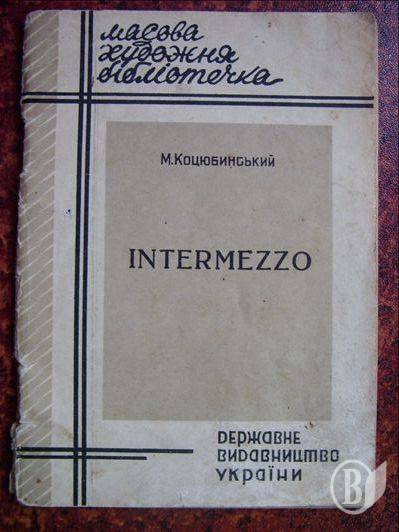 масова
художня
бібліотечка
М.Коцюбинський
INTERMEZZO
державне
видавництво
україни
В